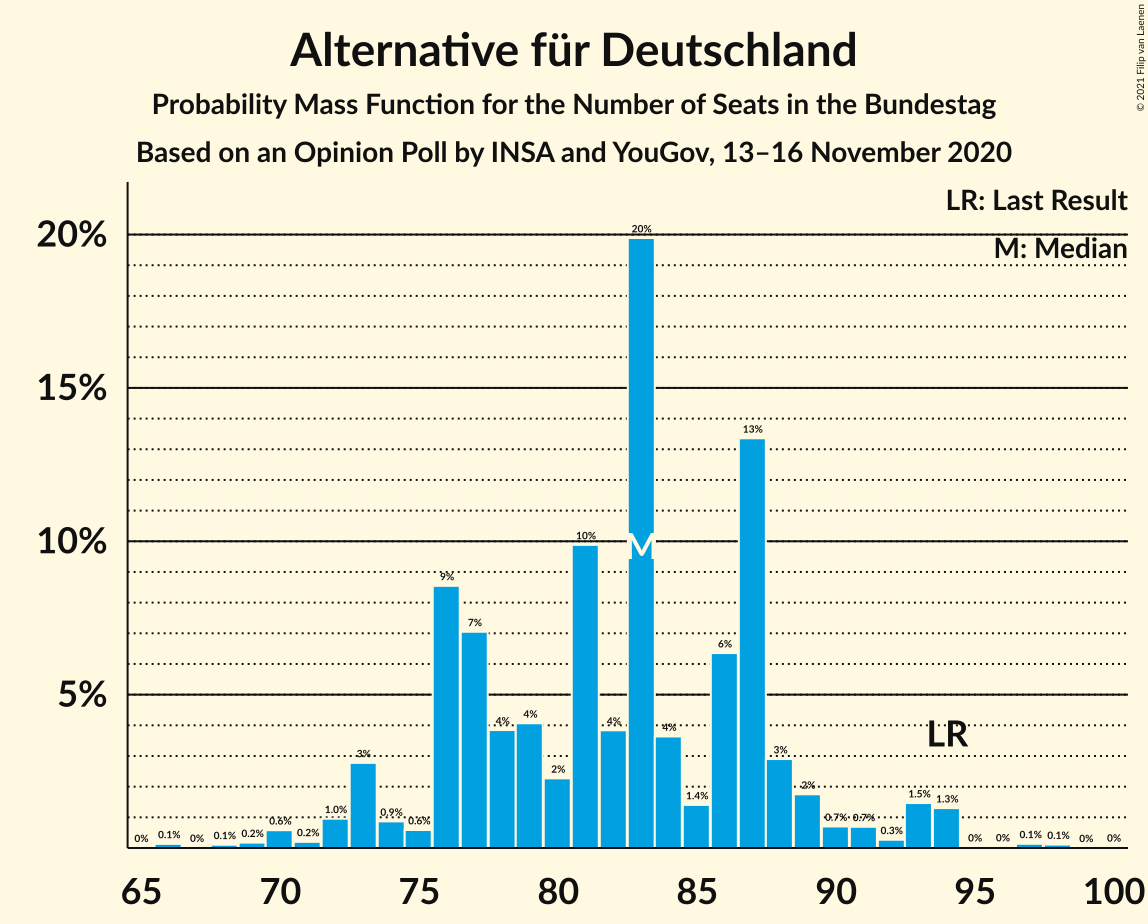 Alternative für Deutschland
Probability Mass Function for the Number of Seats in the Bundestag
Based on an Opinion Poll by INSA and YouGov, 13–16 November 2020
© 2021 Filip van Laenen
LR: Last Result
M: Median
20%
15%
10%
5%
0% 0.1% 0% 0.1% 0.2% 0.6% 0.2% 1.0% 3% 0.9% 0.6% 9% 7% 4% 4% 2% 10% 4% 20% 4% 1.4% 6% 13% 3% 2% 0.7% 0.7% 0.3% 1.5% 1.3% 0% 0% 0.1% 0.1% 0% 0%
M
LR
65 70 75 80 85 90 95 100